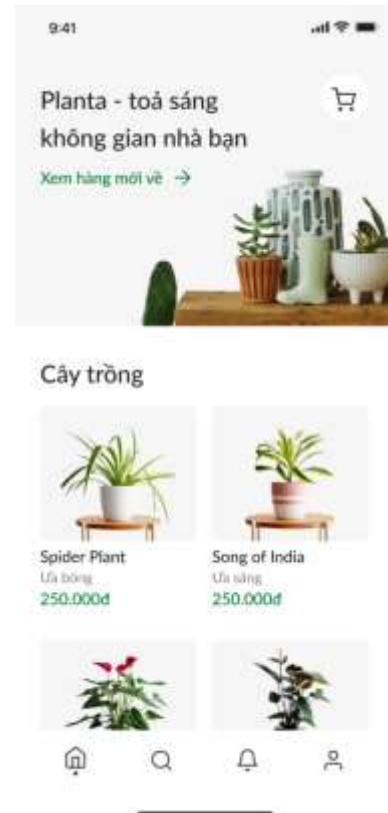 9:41
Planta - toả sáng
không gian nhà bạn
Xem hàng mới về
Cây trồng
Spider Plant
Song of India
Ưa bóng
Ưa sáng
250.000đ
250.000đ